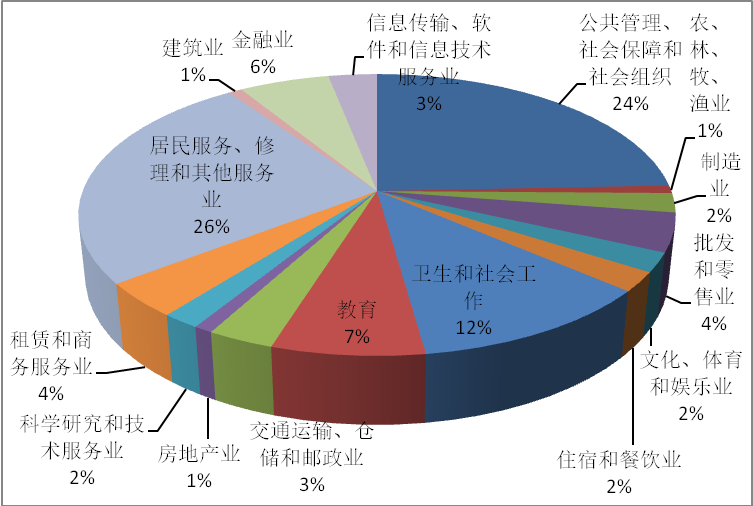 信息传输、软
件和信息技术
服务业
3%
公共管理、
社会保障和
社会组织
24%
农、
林、
牧、
渔业
1%
制造
业
2%
批发
和零
售业
4%
文化、体育
和娱乐业
2%
住宿和餐饮业
2%
卫生和社会工
作
12%
教育
7%
交通运输、仓
储和邮政业
3%
房地产业
1%
科学研究和技
术服务业
2%
租赁和商
务服务业
4%
居民服务、修
理和其他服务
业
26%
建筑业
1%
金融业
6%